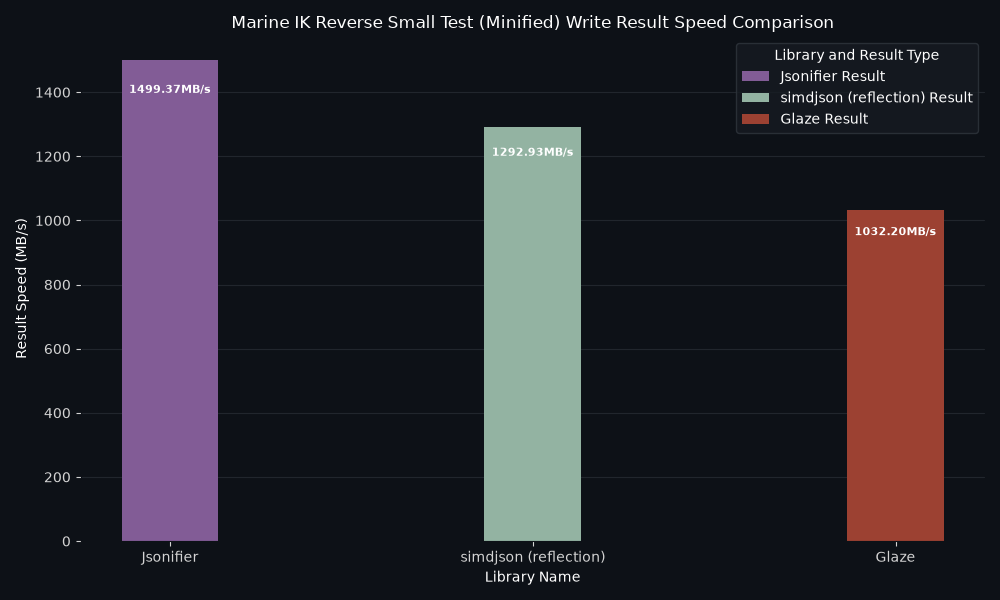 Marine IK Reverse Small Test (Minified) Write Result Speed Comparison
Library and Result Type
Jsonifier Result
simdjson (reflection) Result
Glaze Result
1499.37MB/s
1292.93MB/s
1032.20MB/s
Result Speed (MB/s)
1400
1200
1000
800
600
400
200
0
Jsonifier
simdjson (reflection)
Glaze
Library Name